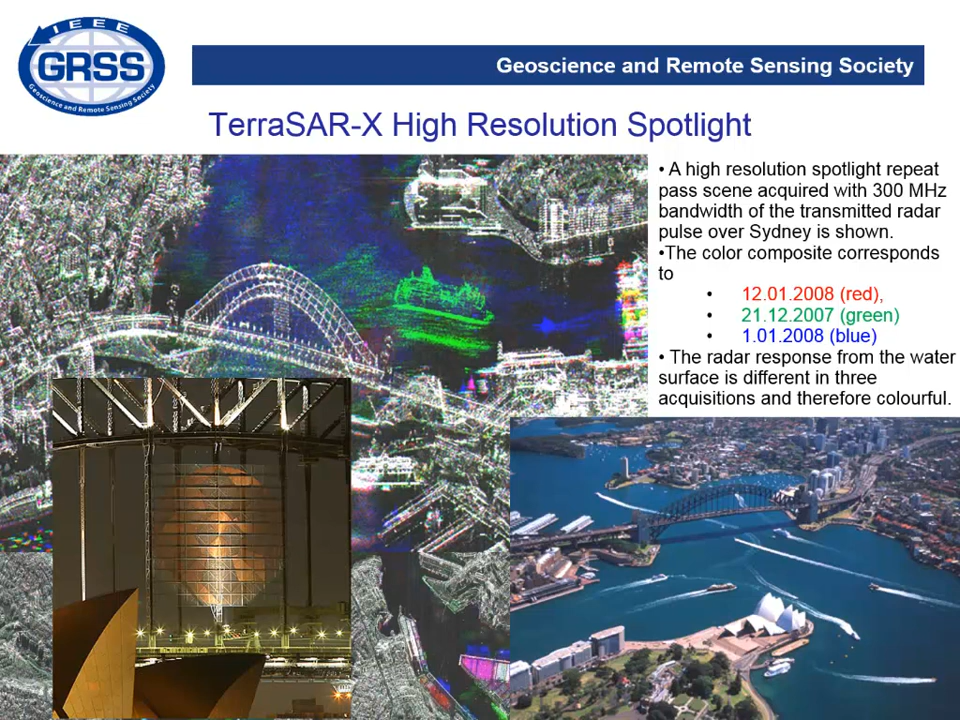 IEEE
GRSS
Geoscience and Remote Sensing Society
Geoscience and Remote Sensing Society
TerraSAR-X High Resolution Spotlight
• A high resolution spotlight repeat
pass scene acquired with 300 MHz
bandwidth of the transmitted radar
pulse over Sydney is shown.
•The color composite corresponds
to
• 12.01.2008 (red),
• 21.12.2007 (green)
• 1.01.2008 (blue)
• The radar response from the water
surface is different in three
acquisitions and therefore colourful.